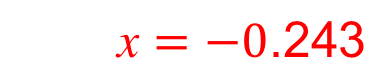 x = −0.243